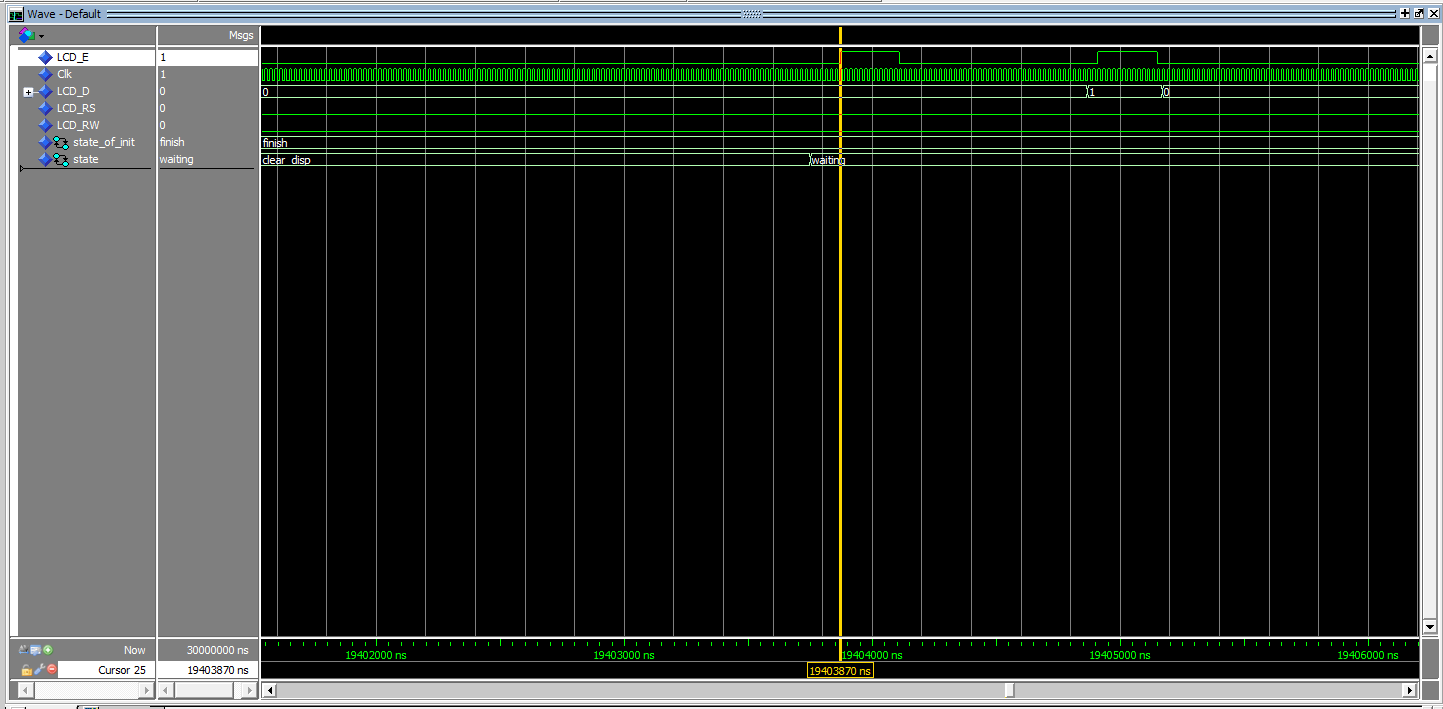 Wave - Default
Msgs
LCD_E 1
Clk 1
LCD_D 0 0 1 0
LCD_RS 0
LCD_RW 0
state_of_init finish finish
state waiting clear_disp waiting
Now 30000000 ns 19402000 ns 19403000 ns 19404000 ns 19405000 ns 19406000 ns
Cursor 25 19403870 ns 19403870 ns